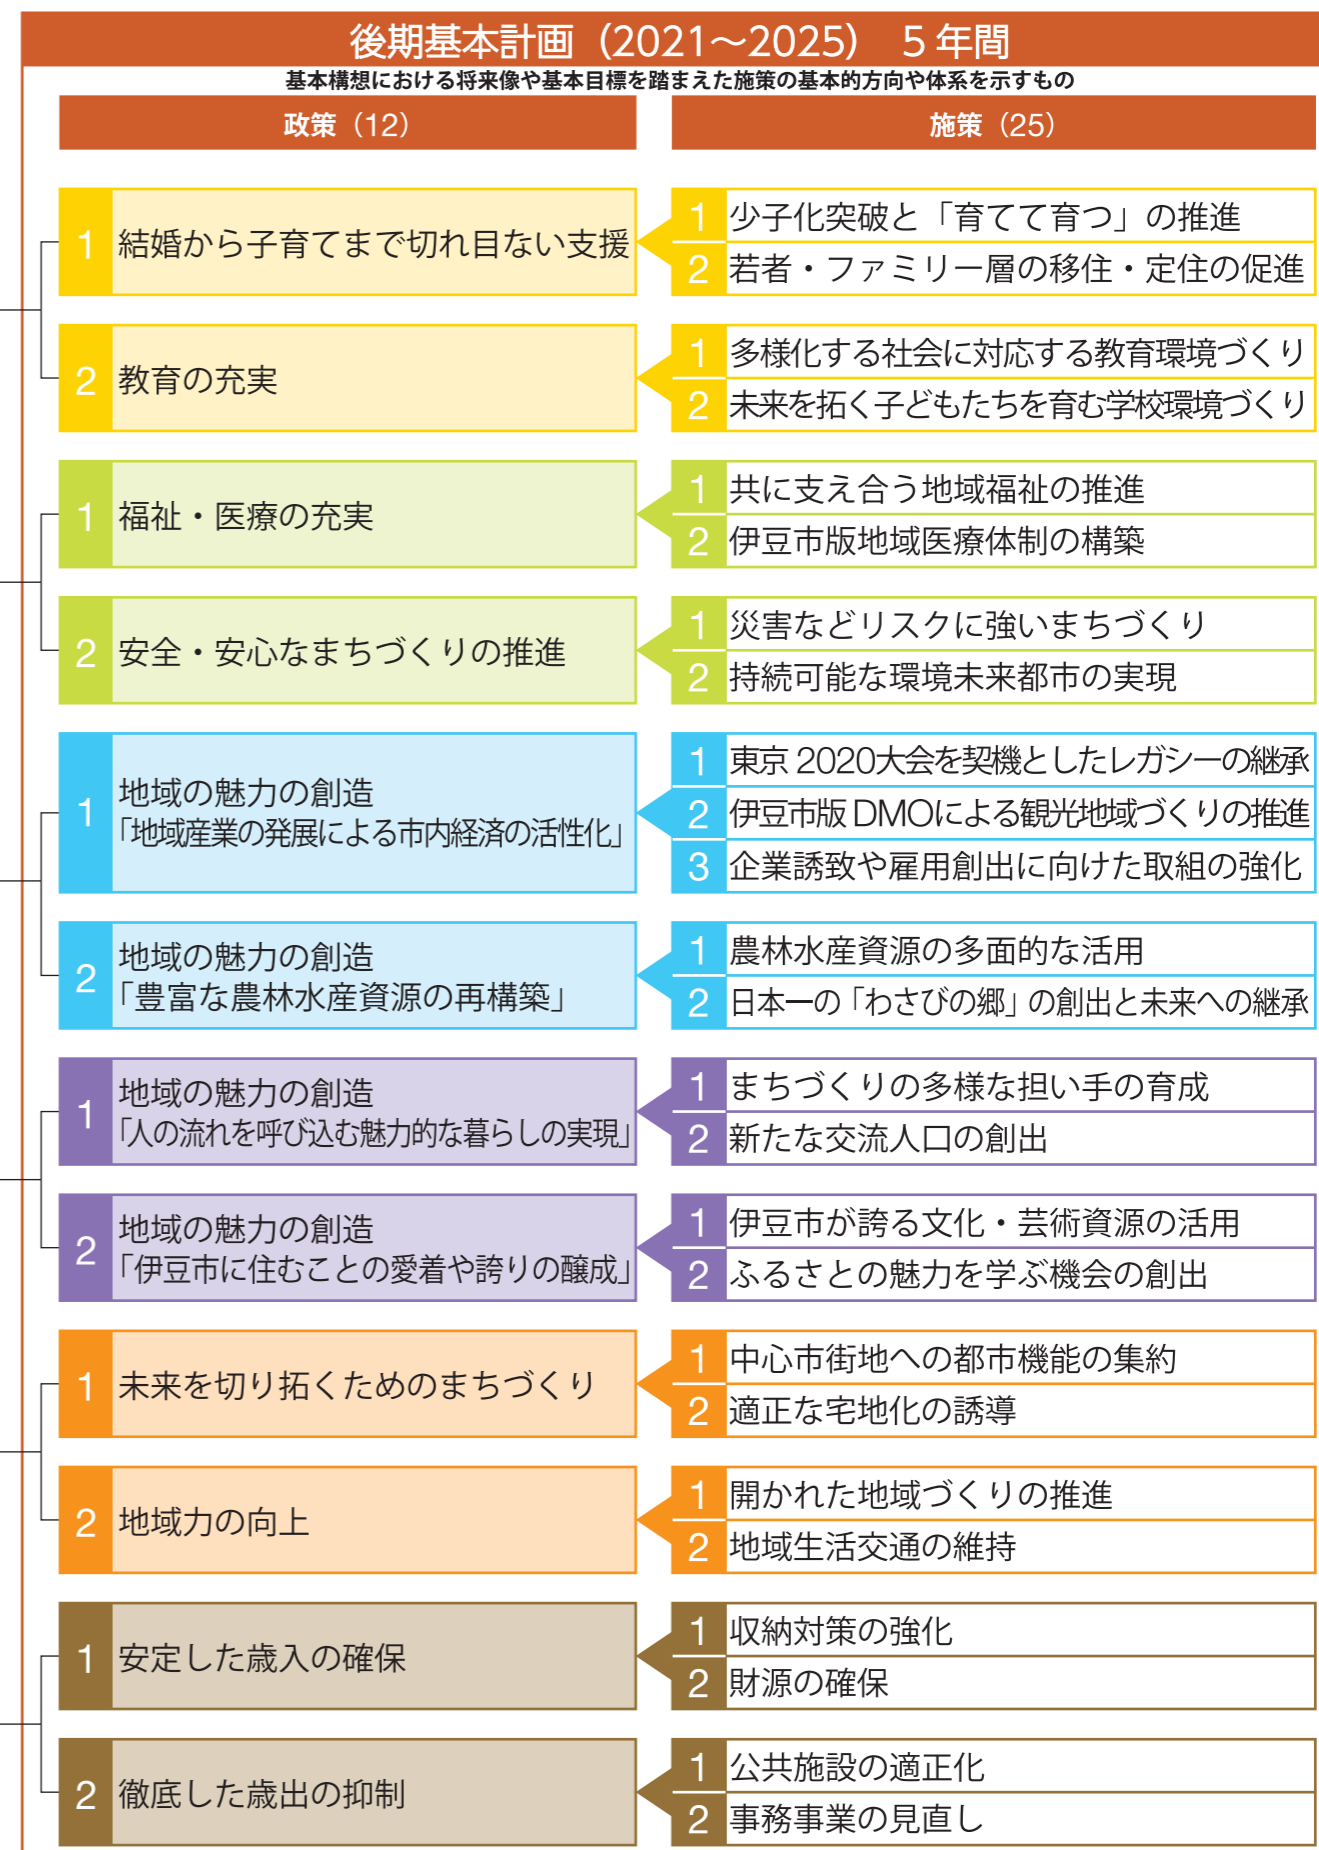 後期基本計画（2021〜2025） 5年間
基本構想における将来像や基本目標を踏まえた施策の基本的方向や体系を示すもの
政策（12）
施策（25）
1 結婚から子育てまで切れ目ない支援
1 少子化突破と「育てて育つ」の推進
2 若者・ファミリー層の移住・定住の促進
2 教育の充実
1 多様化する社会に対応する教育環境づくり
2 未来を拓く子どもたちを育む学校環境づくり
1 福祉・医療の充実
1 共に支え合う地域福祉の推進
2 伊豆市版地域医療体制の構築
2 安全・安心なまちづくりの推進
1 災害などリスクに強いまちづくり
2 持続可能な環境未来都市の実現
1 地域の魅力の創造
「地域産業の発展による市内経済の活性化」
1 東京 2020大会を契機としたレガシーの継承
2 伊豆市版 DMOによる観光地域づくりの推進
3 企業誘致や雇用創出に向けた取組の強化
2 地域の魅力の創造
「豊富な農林水産資源の再構築」
1 農林水産資源の多面的な活用
2 日本一の「わさびの郷」の創出と未来への継承
1 地域の魅力の創造
「人の流れを呼び込む魅力的な暮らしの実現」
1 まちづくりの多様な担い手の育成
2 新たな交流人口の創出
2 地域の魅力の創造
「伊豆市に住むことの愛着や誇りの醸成」
1 伊豆市が誇る文化・芸術資源の活用
2 ふるさとの魅力を学ぶ機会の創出
1 未来を切り拓くためのまちづくり
1 中心市街地への都市機能の集約
2 適正な宅地化の誘導
2 地域力の向上
1 開かれた地域づくりの推進
2 地域生活交通の維持
1 安定した歳入の確保
1 収納対策の強化
2 財源の確保
2 徹底した歳出の抑制
1 公共施設の適正化
2 事務事業の見直し